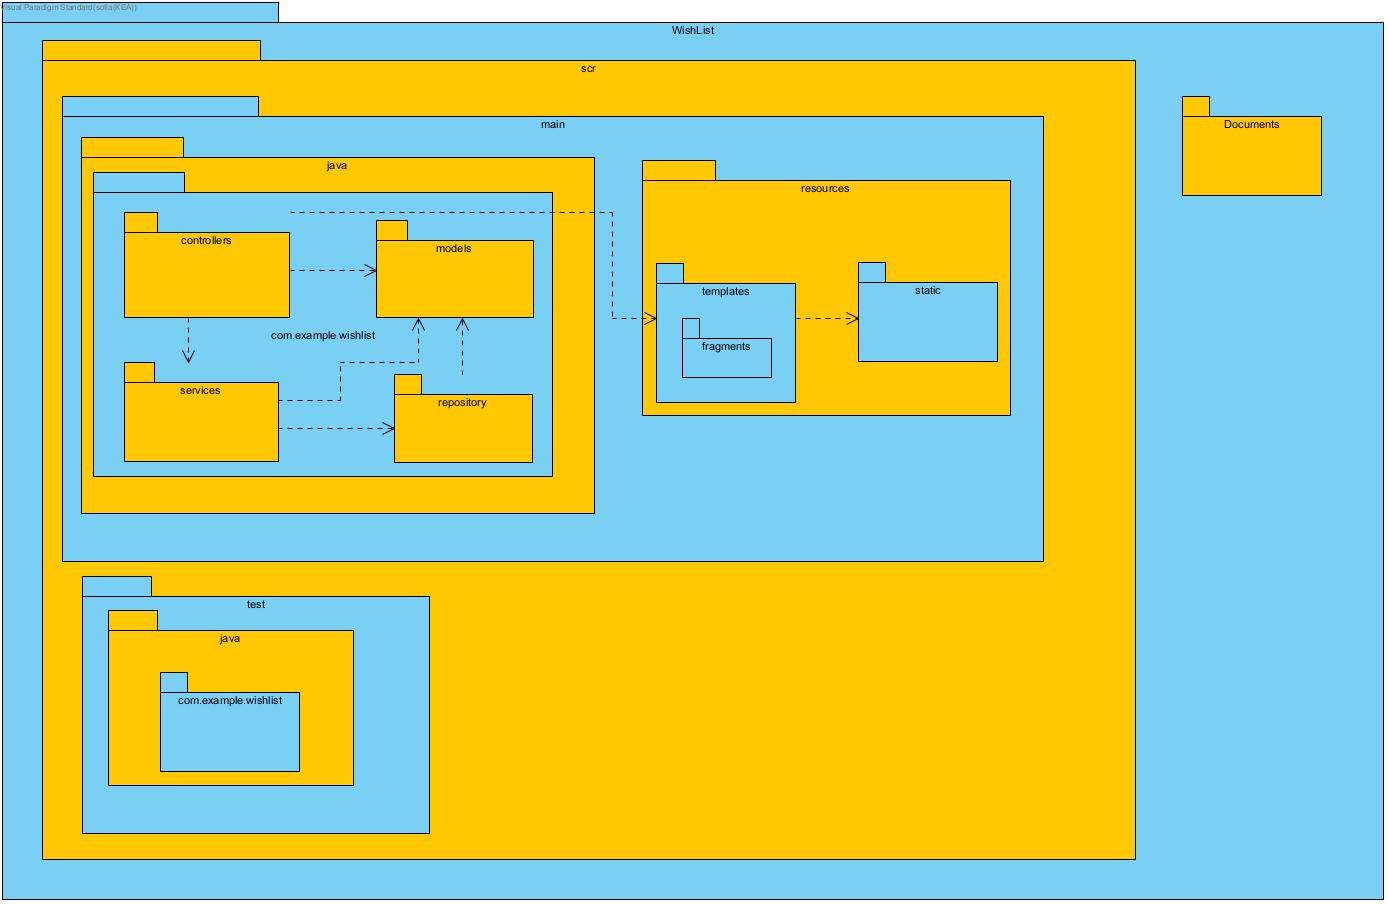 Visual Paradigm Standard(sofia(KEA))
WishList
scr
main
Documents
java
resources
controllers
models
templates
static
com.example.wishlist
fragments
services
repository
test
java
com.example.wishlist